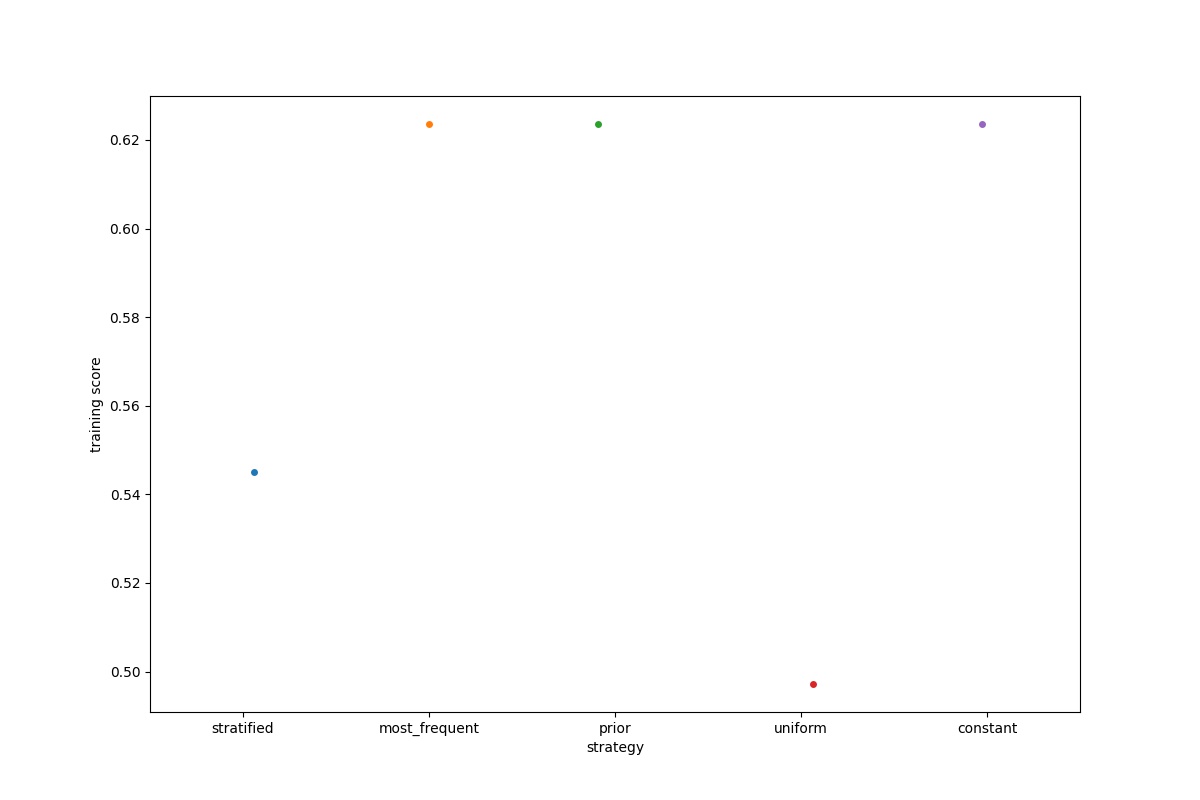 0.62
0.60
0.58
0.56
0.54
0.52
0.50
training score
stratified most_frequent prior uniform constant
strategy